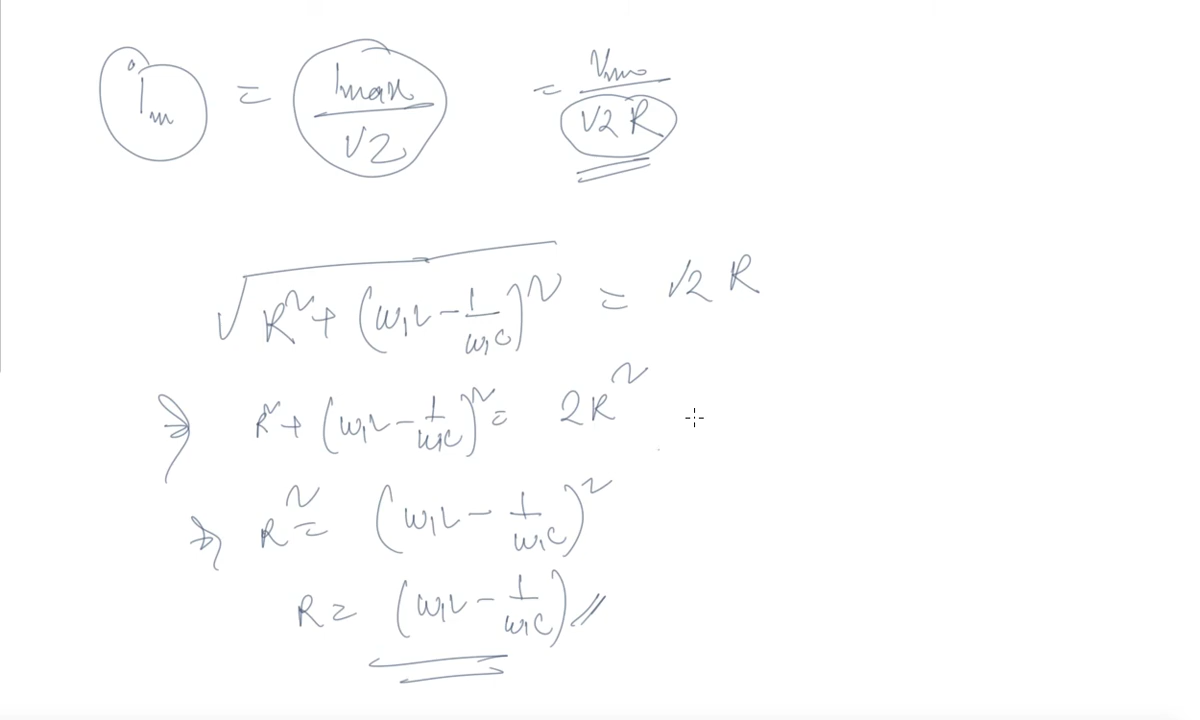 i_m = I_max/√2 = V_m/√2 R
√(R² + (ω₁L - 1/ω₁C)²) = √2 R
⇒ R² + (ω₁L - 1/ω₁C)² = 2R²
⇒ R² = (ω₁L - 1/ω₁C)²
R = (ω₁L - 1/ω₁C) //